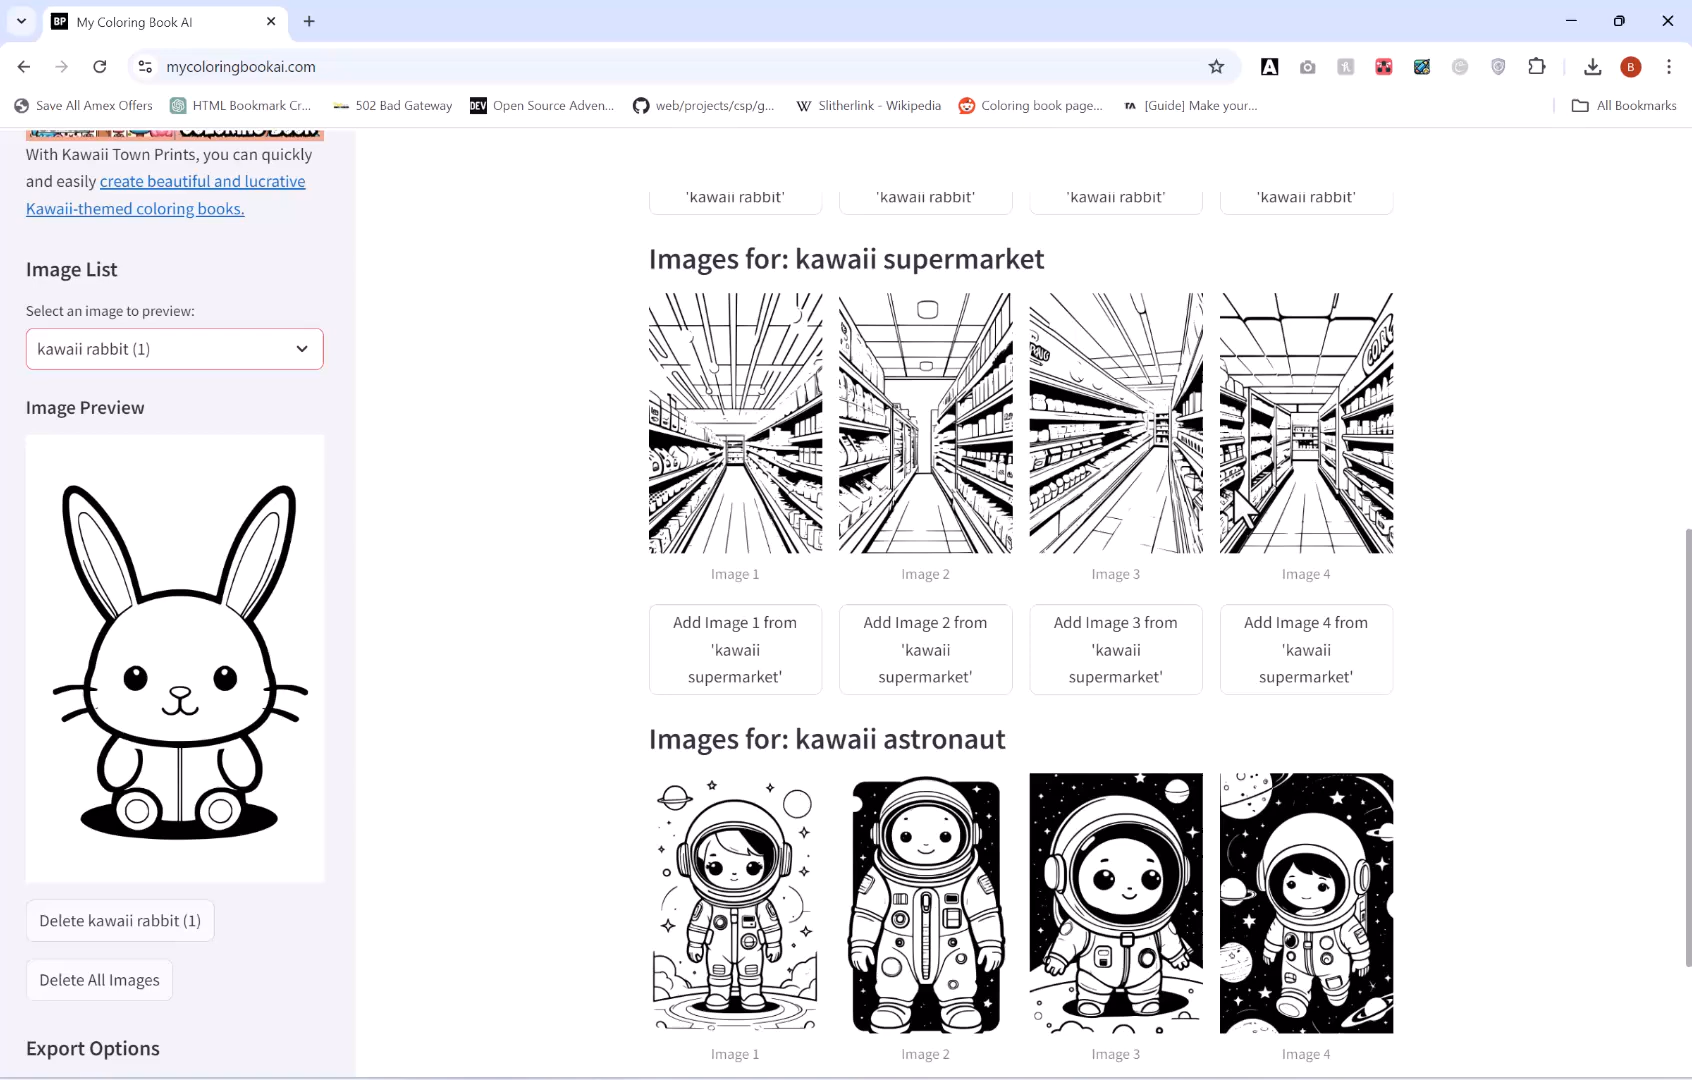 My Coloring Book AI
mycoloringbookai.com
B
Save All Amex Offers
HTML Bookmark Cr...
502 Bad Gateway
DEV
Open Source Adven...
web/projects/csp/g...
W
Slitherlink - Wikipedia
Coloring book page...
TA
[Guid] Make your...
All Bookmarks
COLORING BOOK
With Kawaii Town Prints, you can quickly
and easily create beautiful and lucrative
Kawaii-themed coloring books.
Image List
Select an image to preview:
kawaii rabbit (1)
Image Preview
Delete kawaii rabbit (1)
Delete All Images
Export Options
'kawaii rabbit'
'kawaii rabbit'
'kawaii rabbit'
'kawaii rabbit'
Images for: kawaii supermarket
Image 1
Image 2
Image 3
Image 4
Add Image 1 from
'kawaii
supermarket'
Add Image 2 from
'kawaii
supermarket'
Add Image 3 from
'kawaii
supermarket'
Add Image 4 from
'kawaii
supermarket'
Images for: kawaii astronaut
Image 1
Image 2
Image 3
Image 4